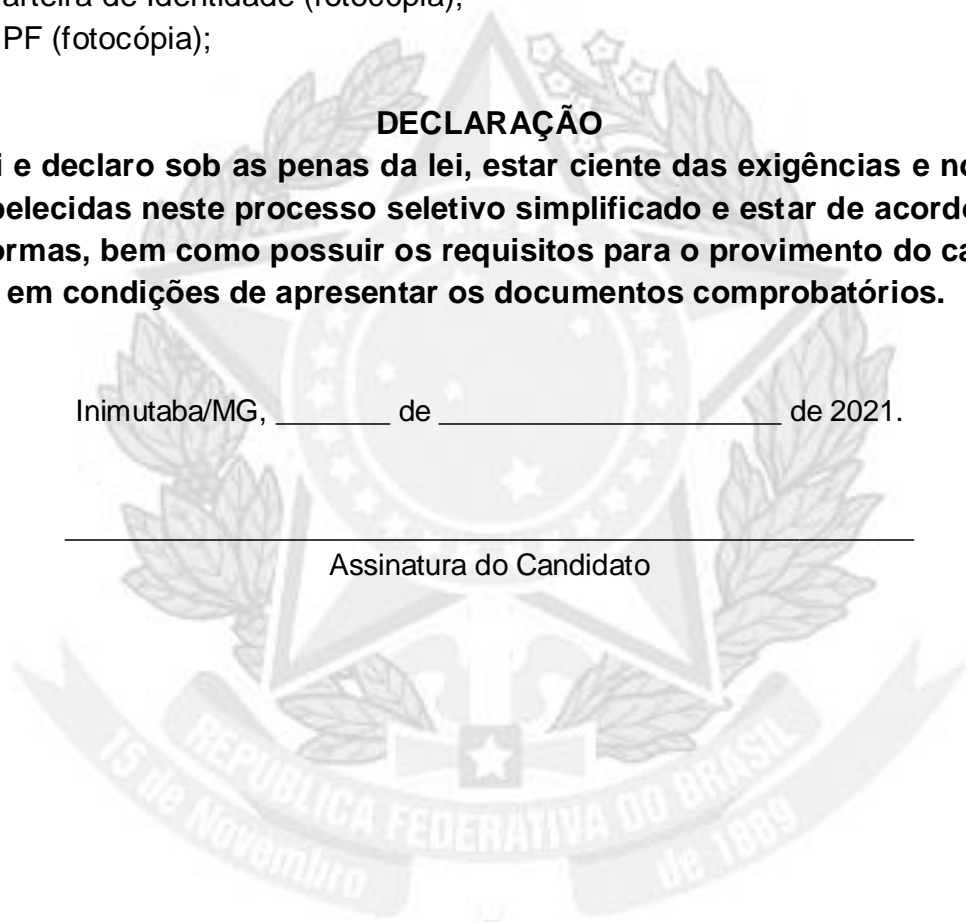 arteira de Identidade (fotocópia);
PF (fotocópia);
DECLARAÇÃO
i e declaro sob as penas da lei, estar ciente das exigências e no
belecidas neste processo seletivo simplificado e estar de acordo
ormas, bem como possuir os requisitos para o provimento do ca
em condições de apresentar os documentos comprobatórios.
Inimutaba/MG, _______ de _____________________ de 2021.
____________________________________________________
Assinatura do Candidato
REPÚBLICA FEDERATIVA DO BRASIL
15 de Novembro de 1889